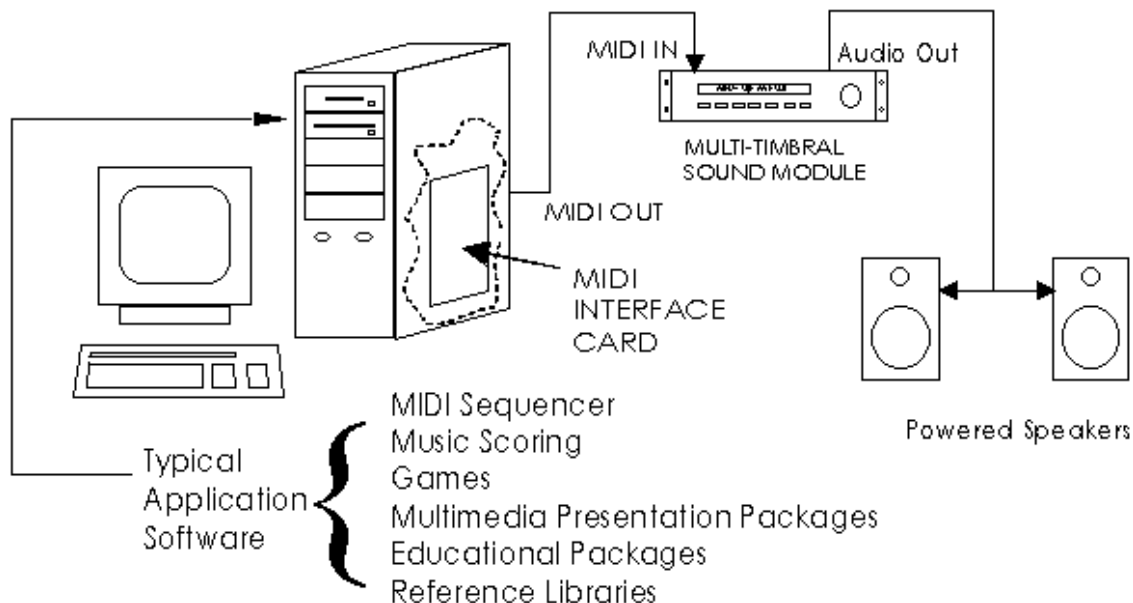 MIDI IN
Audio Out
MULTI-TIMBRAL
SOUND MODULE
MIDI OUT
MIDI
INTERFACE
CARD
Powered Speakers
Typical
Application
Software
MIDI Sequencer
Music Scoring
Games
Multimedia Presentation Packages
Educational Packages
Reference Libraries